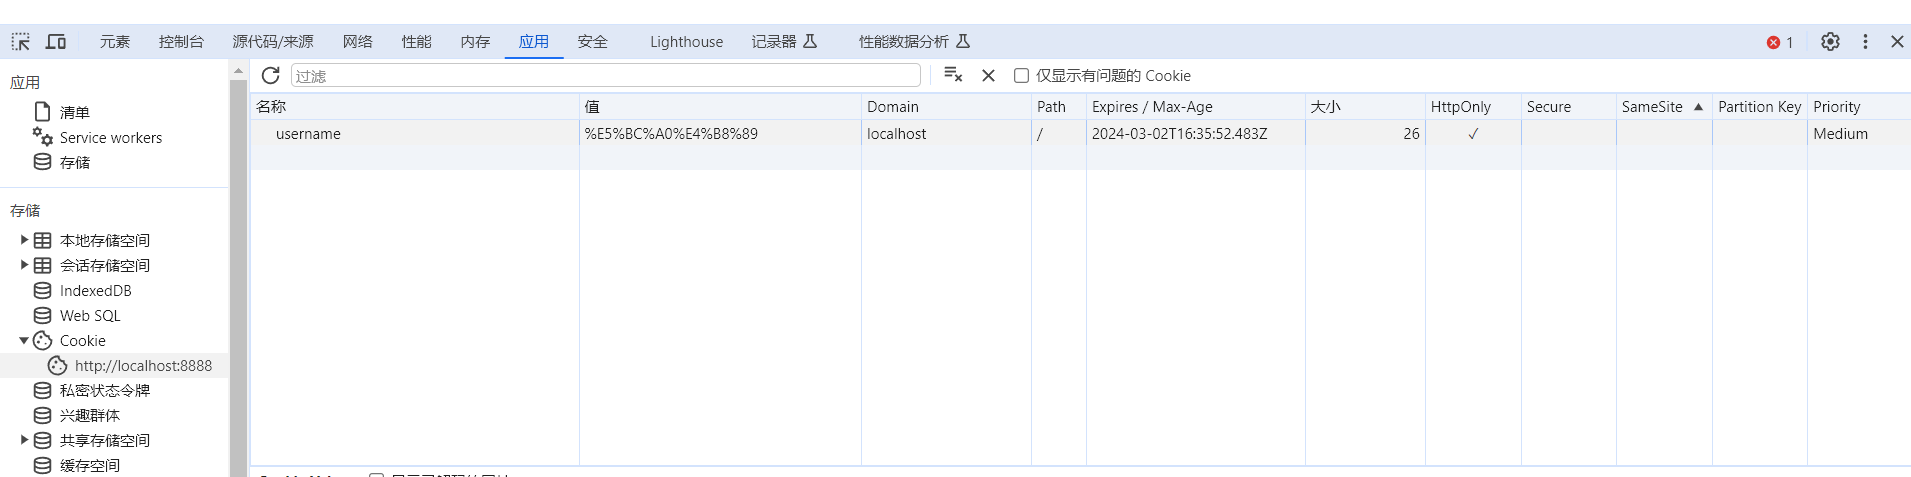 元素 控制台 源代码/来源 网络 性能 内存 应用 安全 Lighthouse 记录器 性能数据分析 1
应用
清单
Service workers
存储
存储
本地存储空间
会话存储空间
IndexedDB
Web SQL
Cookie
http://localhost:8888
私密状态令牌
兴趣群体
共享存储空间
缓存空间
过滤 仅显示有问题的 Cookie
名称 值 Domain Path Expires / Max-Age 大小 HttpOnly Secure SameSite Partition Key Priority
username %E5%BC%A0%E4%B8%89 localhost / 2024-03-02T16:35:52.483Z 26 ✓ Medium